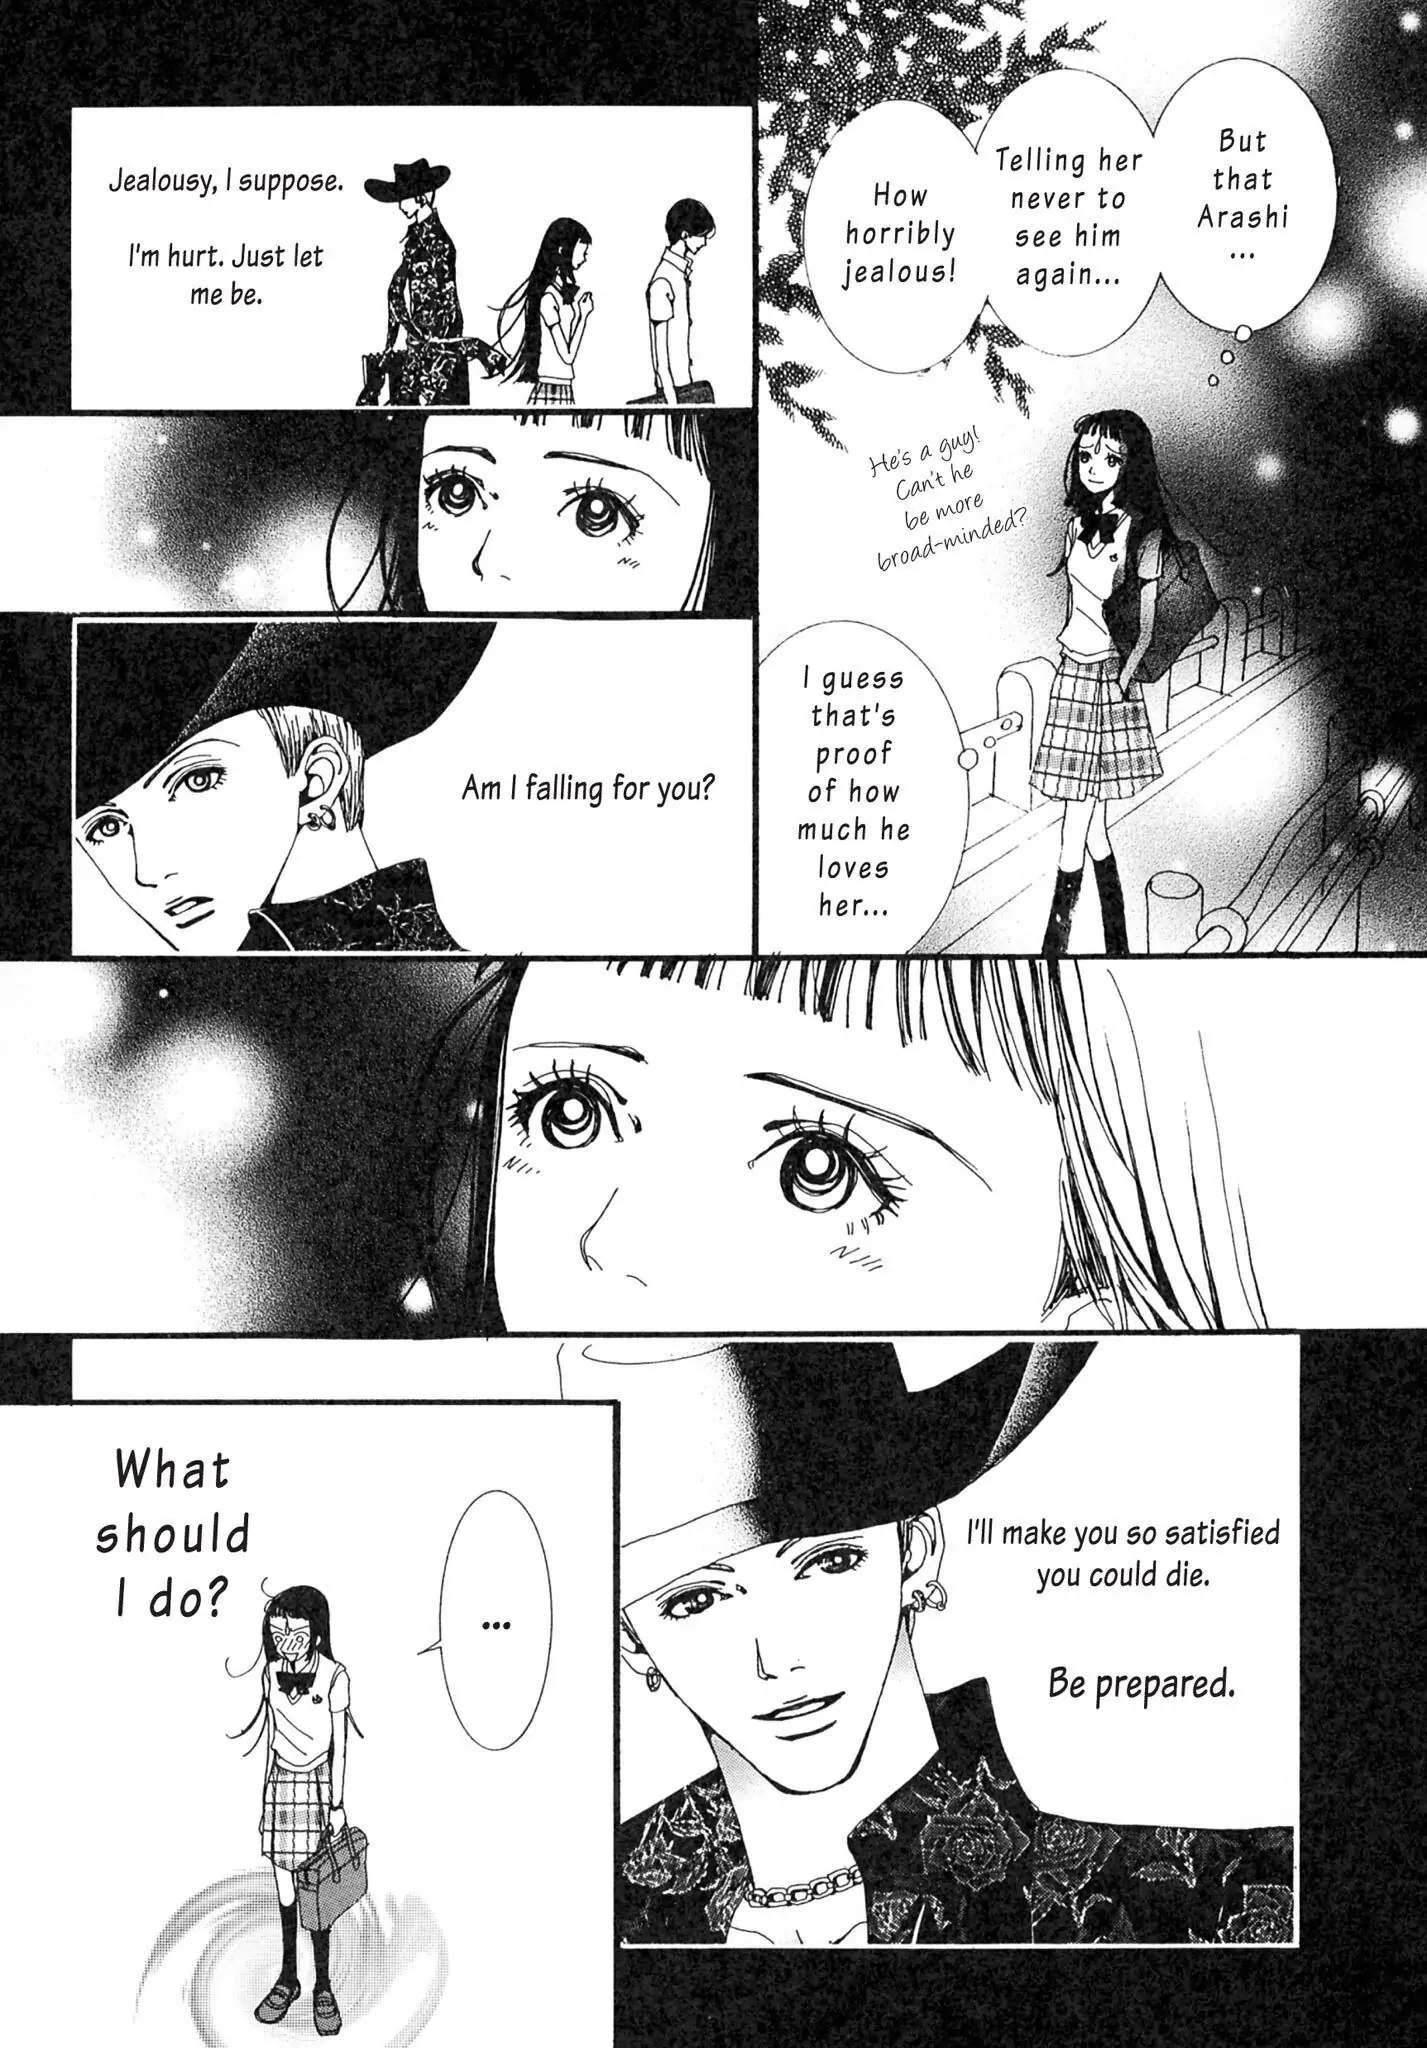 But
that
Arashi
...
Telling her
never to
see him
again...
How
horribly
jealous!
He's a guy!
Can't he
be more
broad-minded?
I guess
that's
proof
of how
much he
loves
her...
Jealousy, I suppose.
I'm hurt. Just let
me be.
Am I falling for you?
I'll make you so satisfied
you could die.
Be prepared.
...
What
should
I do?